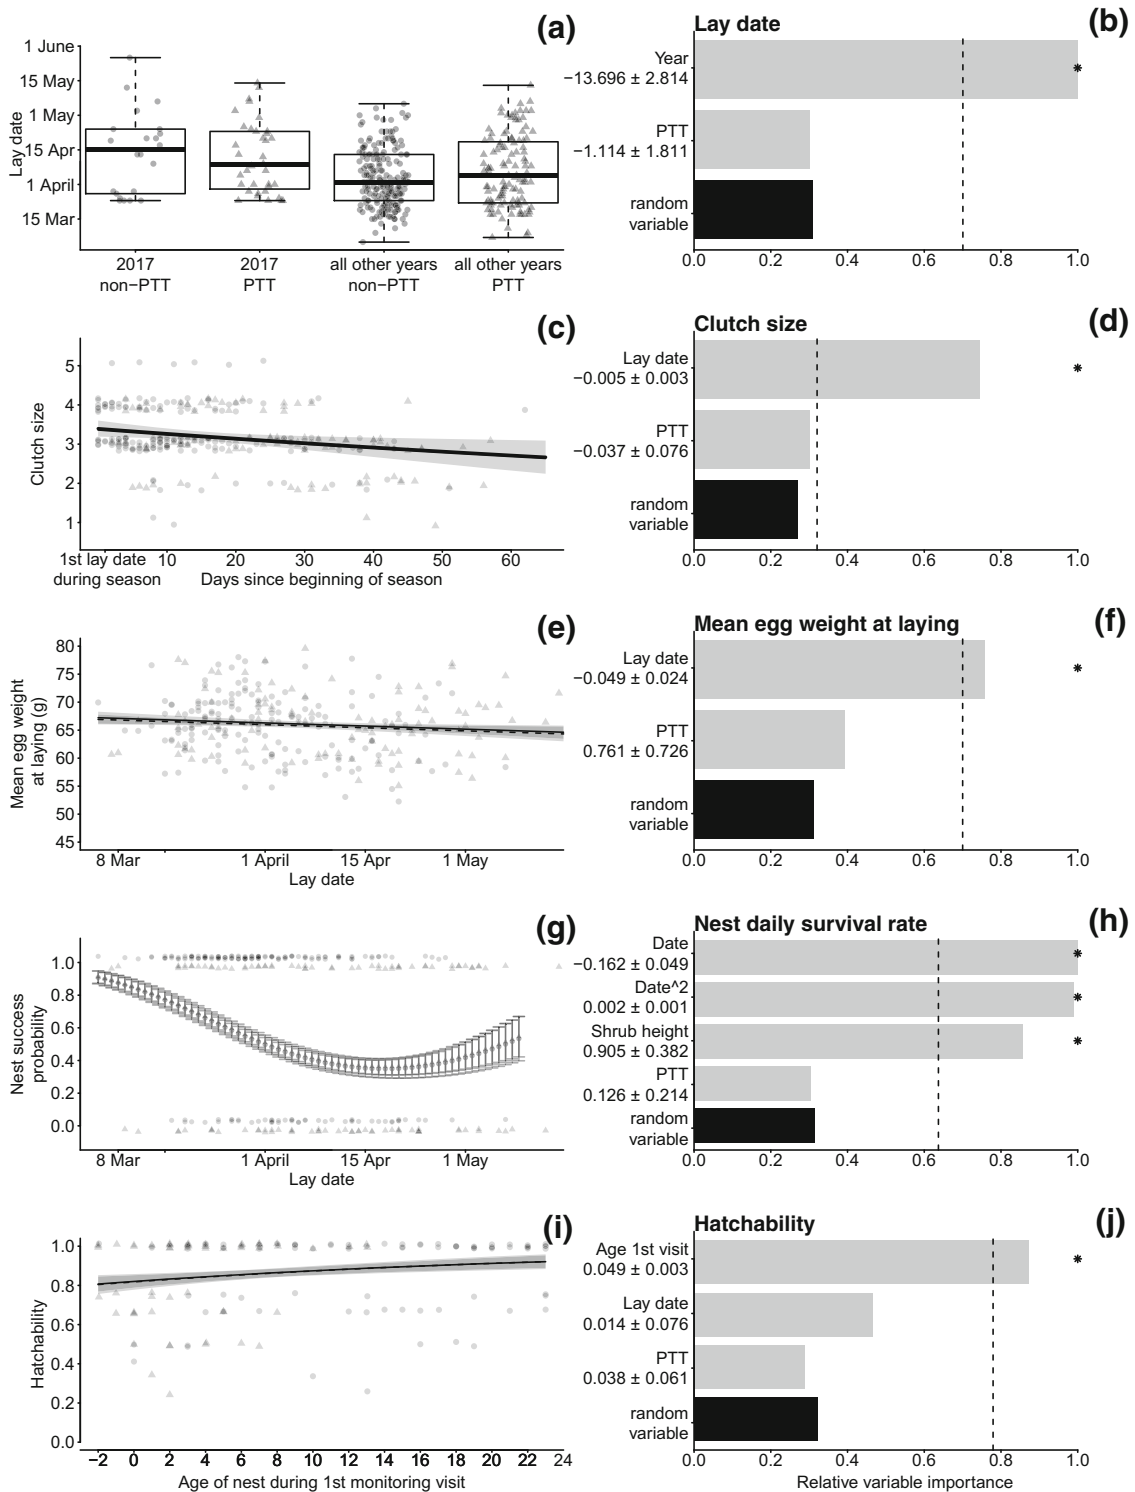 (a)
1 June
15 May
1 May
15 Apr
1 April
15 Mar
Lay date
2017 non−PTT
2017 PTT
all other years non−PTT
all other years PTT
(b)
Lay date
Year
−13.696 ± 2.814
PTT
−1.114 ± 1.811
random
variable
0.0 0.2 0.4 0.6 0.8 1.0
*
(c)
5
4
3
2
1
Clutch size
1st lay date 10 20 30 40 50 60
during season Days since beginning of season
(d)
Clutch size
Lay date
−0.005 ± 0.003
PTT
−0.037 ± 0.076
random
variable
0.0 0.2 0.4 0.6 0.8 1.0
*
(e)
80
75
70
65
60
55
50
45
Mean egg weight
at laying (g)
8 Mar 1 April 15 Apr 1 May
Lay date
(f)
Mean egg weight at laying
Lay date
−0.049 ± 0.024
PTT
0.761 ± 0.726
random
variable
0.0 0.2 0.4 0.6 0.8 1.0
*
(g)
1.0
0.8
0.6
0.4
0.2
0.0
Nest success
probability
8 Mar 1 April 15 Apr 1 May
Lay date
(h)
Nest daily survival rate
Date
−0.162 ± 0.049
Date^2
0.002 ± 0.001
Shrub height
0.905 ± 0.382
PTT
0.126 ± 0.214
random
variable
0.0 0.2 0.4 0.6 0.8 1.0
*
*
*
(i)
1.0
0.8
0.6
0.4
0.2
0.0
Hatchability
−2 0 2 4 6 8 10 12 14 16 18 20 22 24
Age of nest during 1st monitoring visit
(j)
Hatchability
Age 1st visit
0.049 ± 0.003
Lay date
0.014 ± 0.076
PTT
0.038 ± 0.061
random
variable
0.0 0.2 0.4 0.6 0.8 1.0
*
Relative variable importance